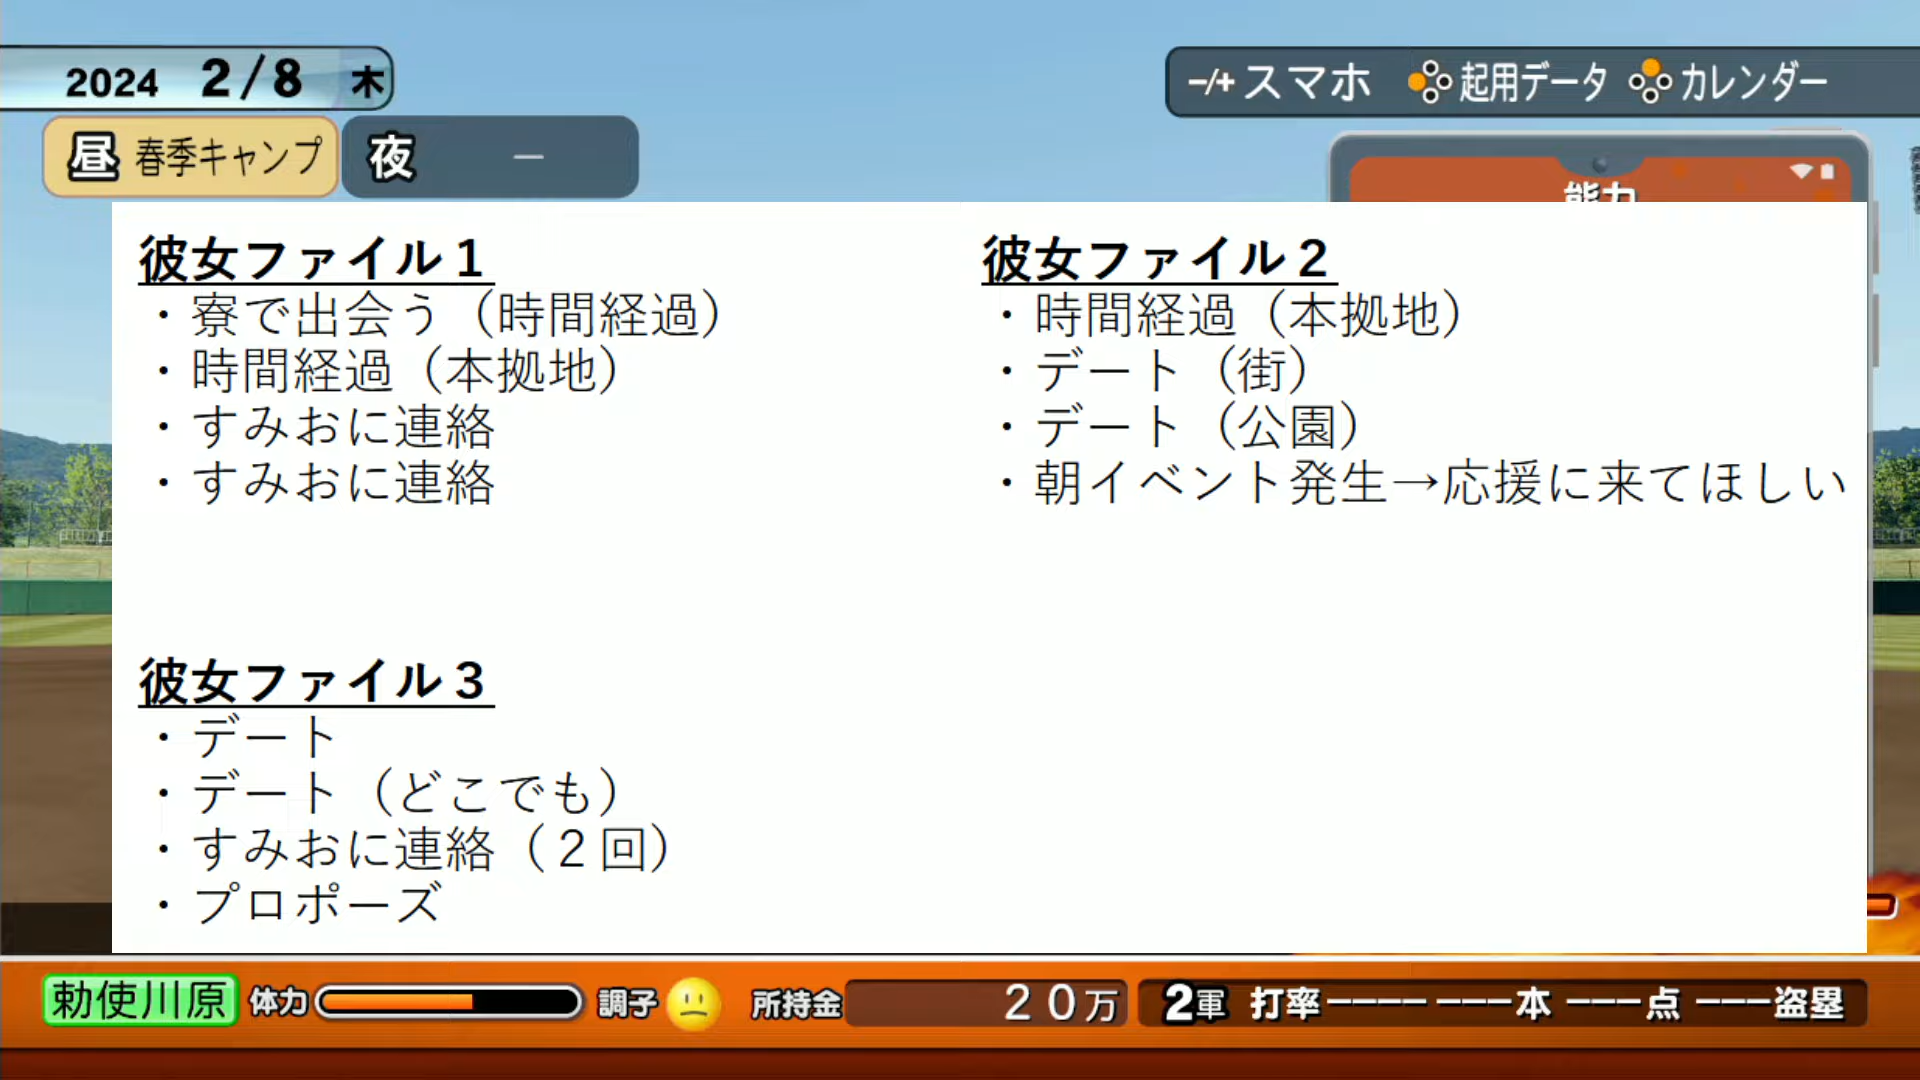 2024 2/8 木
-/+ スマホ 起用データ カレンダー
昼 春季キャンプ 夜 ー
能力
彼女ファイル1
・寮で出会う（時間経過）
・時間経過（本拠地）
・すみおに連絡
・すみおに連絡
彼女ファイル2
・時間経過（本拠地）
・デート（街）
・デート（公園）
・朝イベント発生→応援に来てほしい
彼女ファイル3
・デート
・デート（どこでも）
・すみおに連絡（２回）
・プロポーズ
勅使川原 体力 調子 所持金 20万 2軍 打率ーーーー ーーー本 ーーー点 ーーー盗塁